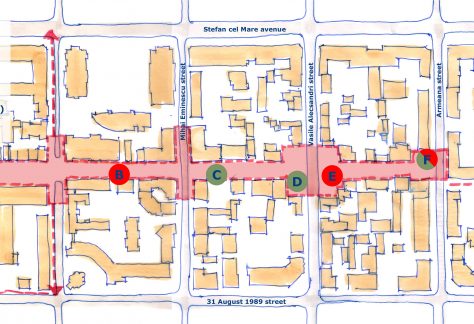 Stefan cel Mare avenue
Mihai Eminescu street
Vasile Alecsandri street
Armeana street
)
B
C
D
E
F
31 August 1989 street